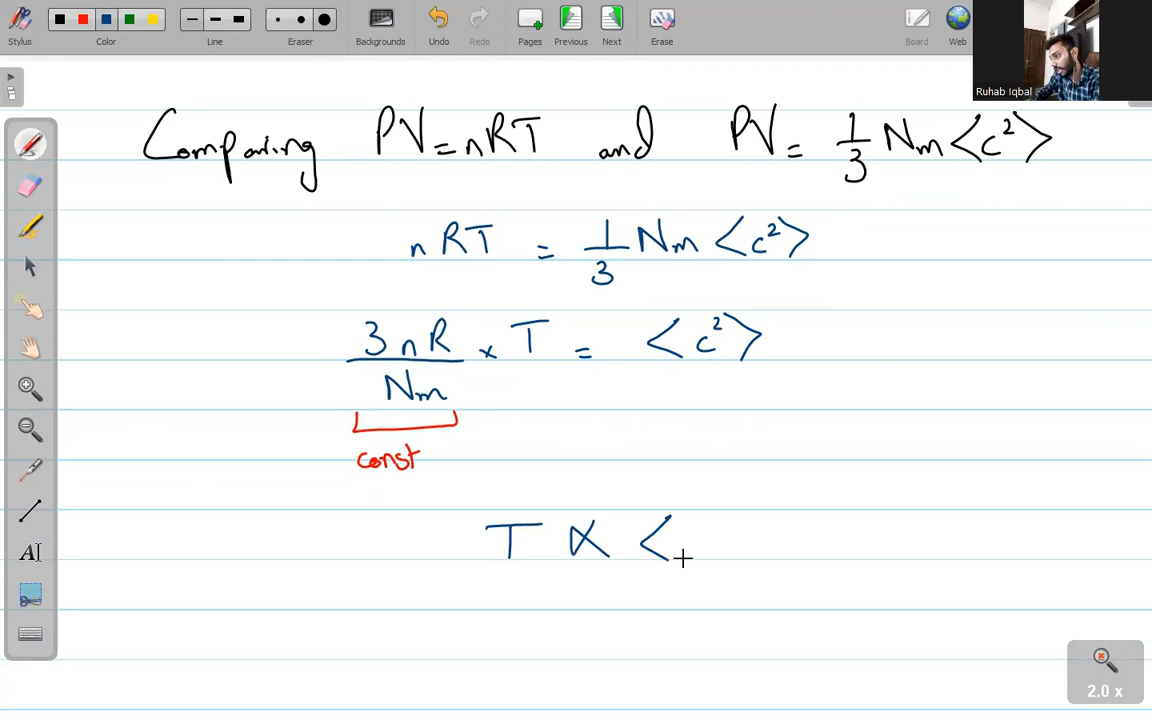 Stylus Color Line Eraser Backgrounds Undo Redo Pages Previous Next Erase Board Web
Ruhab Iqbal
Comparing PV = nRT and PV = 1/3 Nm <c²>
nRT = 1/3 Nm <c²>
3nR/Nm × T = <c²>
const
T ∝ <
2.0 x